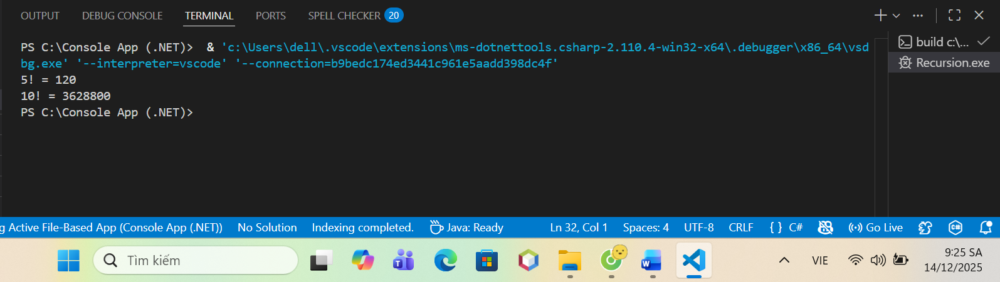 OUTPUT DEBUG CONSOLE TERMINAL PORTS SPELL CHECKER 20
PS C:\Console App (.NET)>  & 'c:\Users\dell\.vscode\extensions\ms-dotnettools.csharp-2.110.4-win32-x64\.debugger\x86_64\vsd
bg.exe' '--interpreter=vscode' '--connection=b9bedc174ed3441c961e5aadd398dc4f'
5! = 120
10! = 3628800
PS C:\Console App (.NET)>
build c:\...
Recursion.exe
g Active File-Based App (Console App (.NET)) No Solution Indexing completed. Java: Ready Ln 32, Col 1 Spaces: 4 UTF-8 CRLF { } C# Go Live C#
Tìm kiếm
T
W
VIE
9:25 SA
14/12/2025